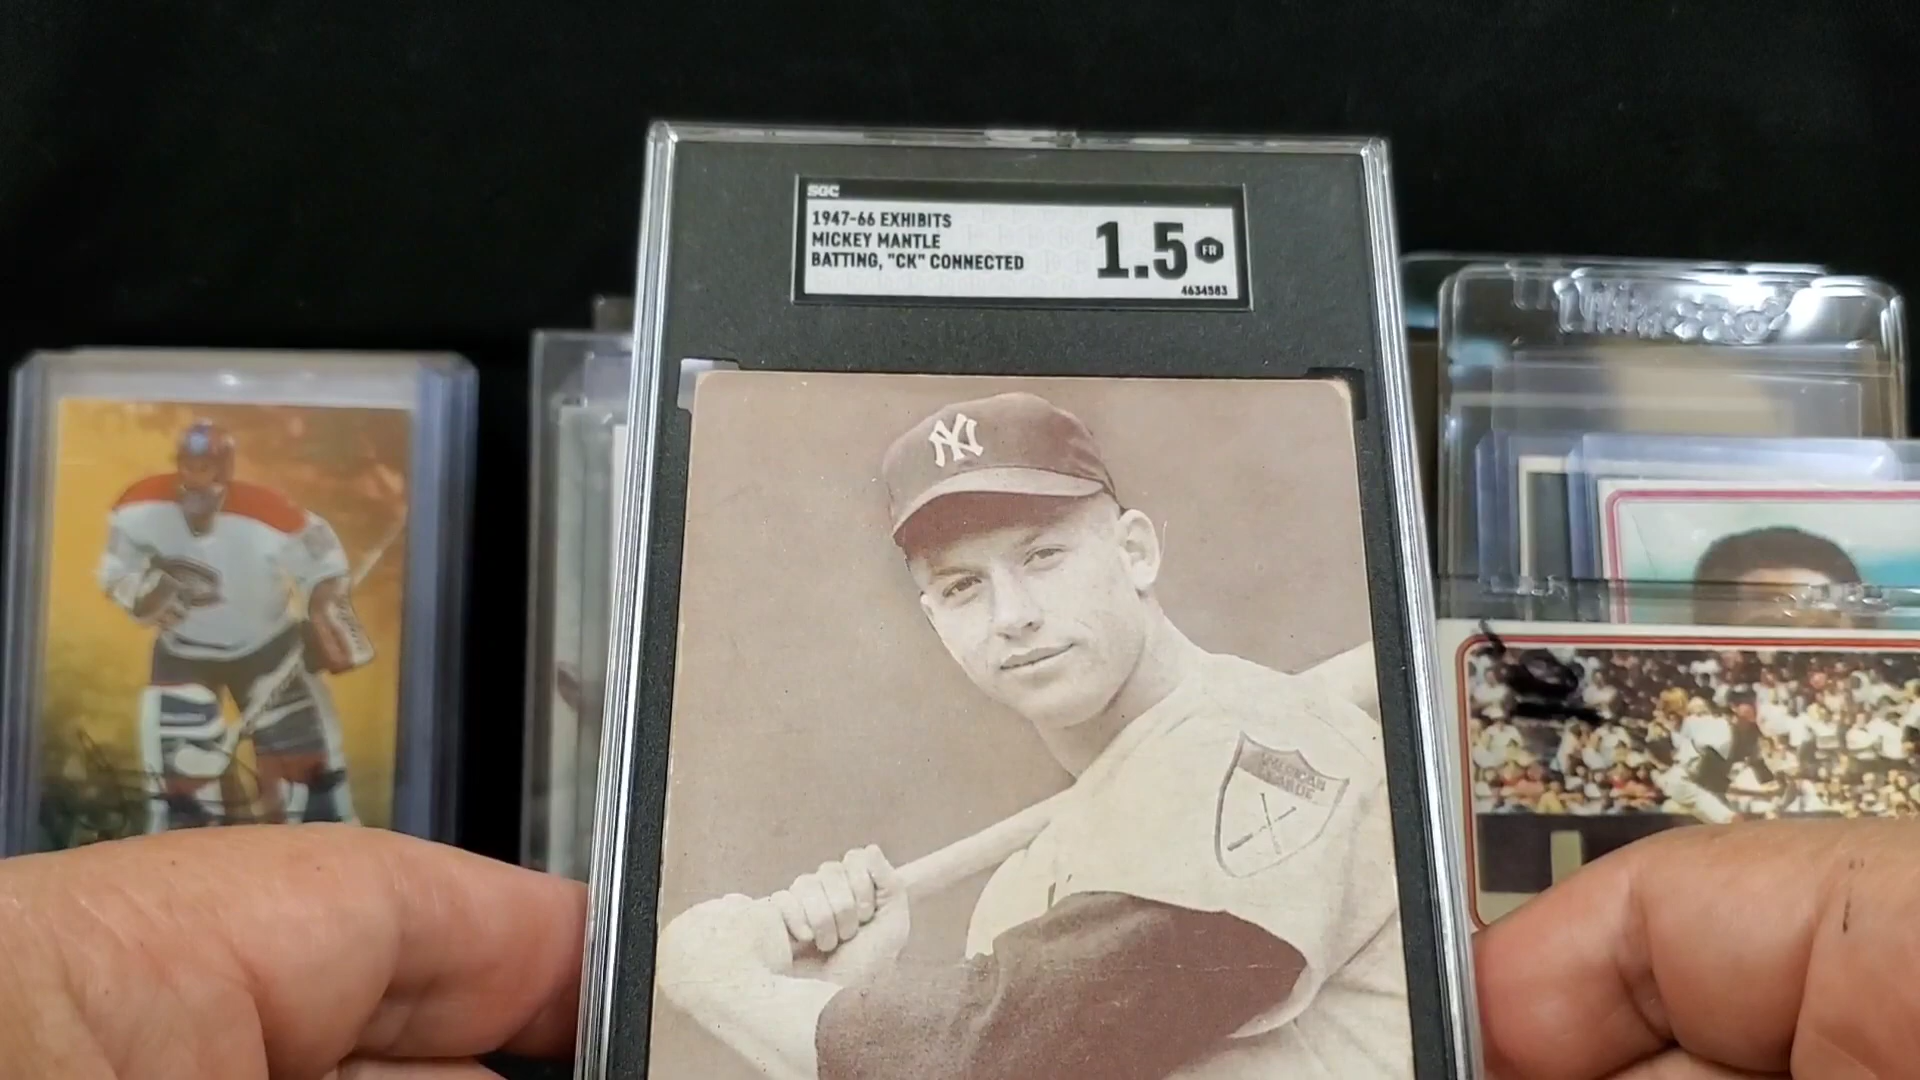 SGC
1947-66 EXHIBITS
MICKEY MANTLE
BATTING, "CK" CONNECTED
1.5 FR
4634583
NY
AMERICAN
LEAGUE